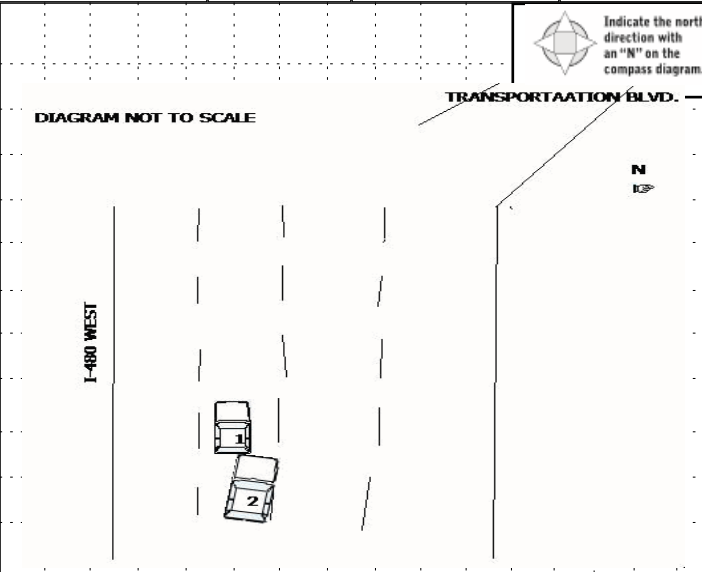 Indicate the north
direction with
an “N” on the
compass diagram.
TRANSPORTAATION BLVD.
DIAGRAM NOT TO SCALE
N
I-480 WEST
1
2